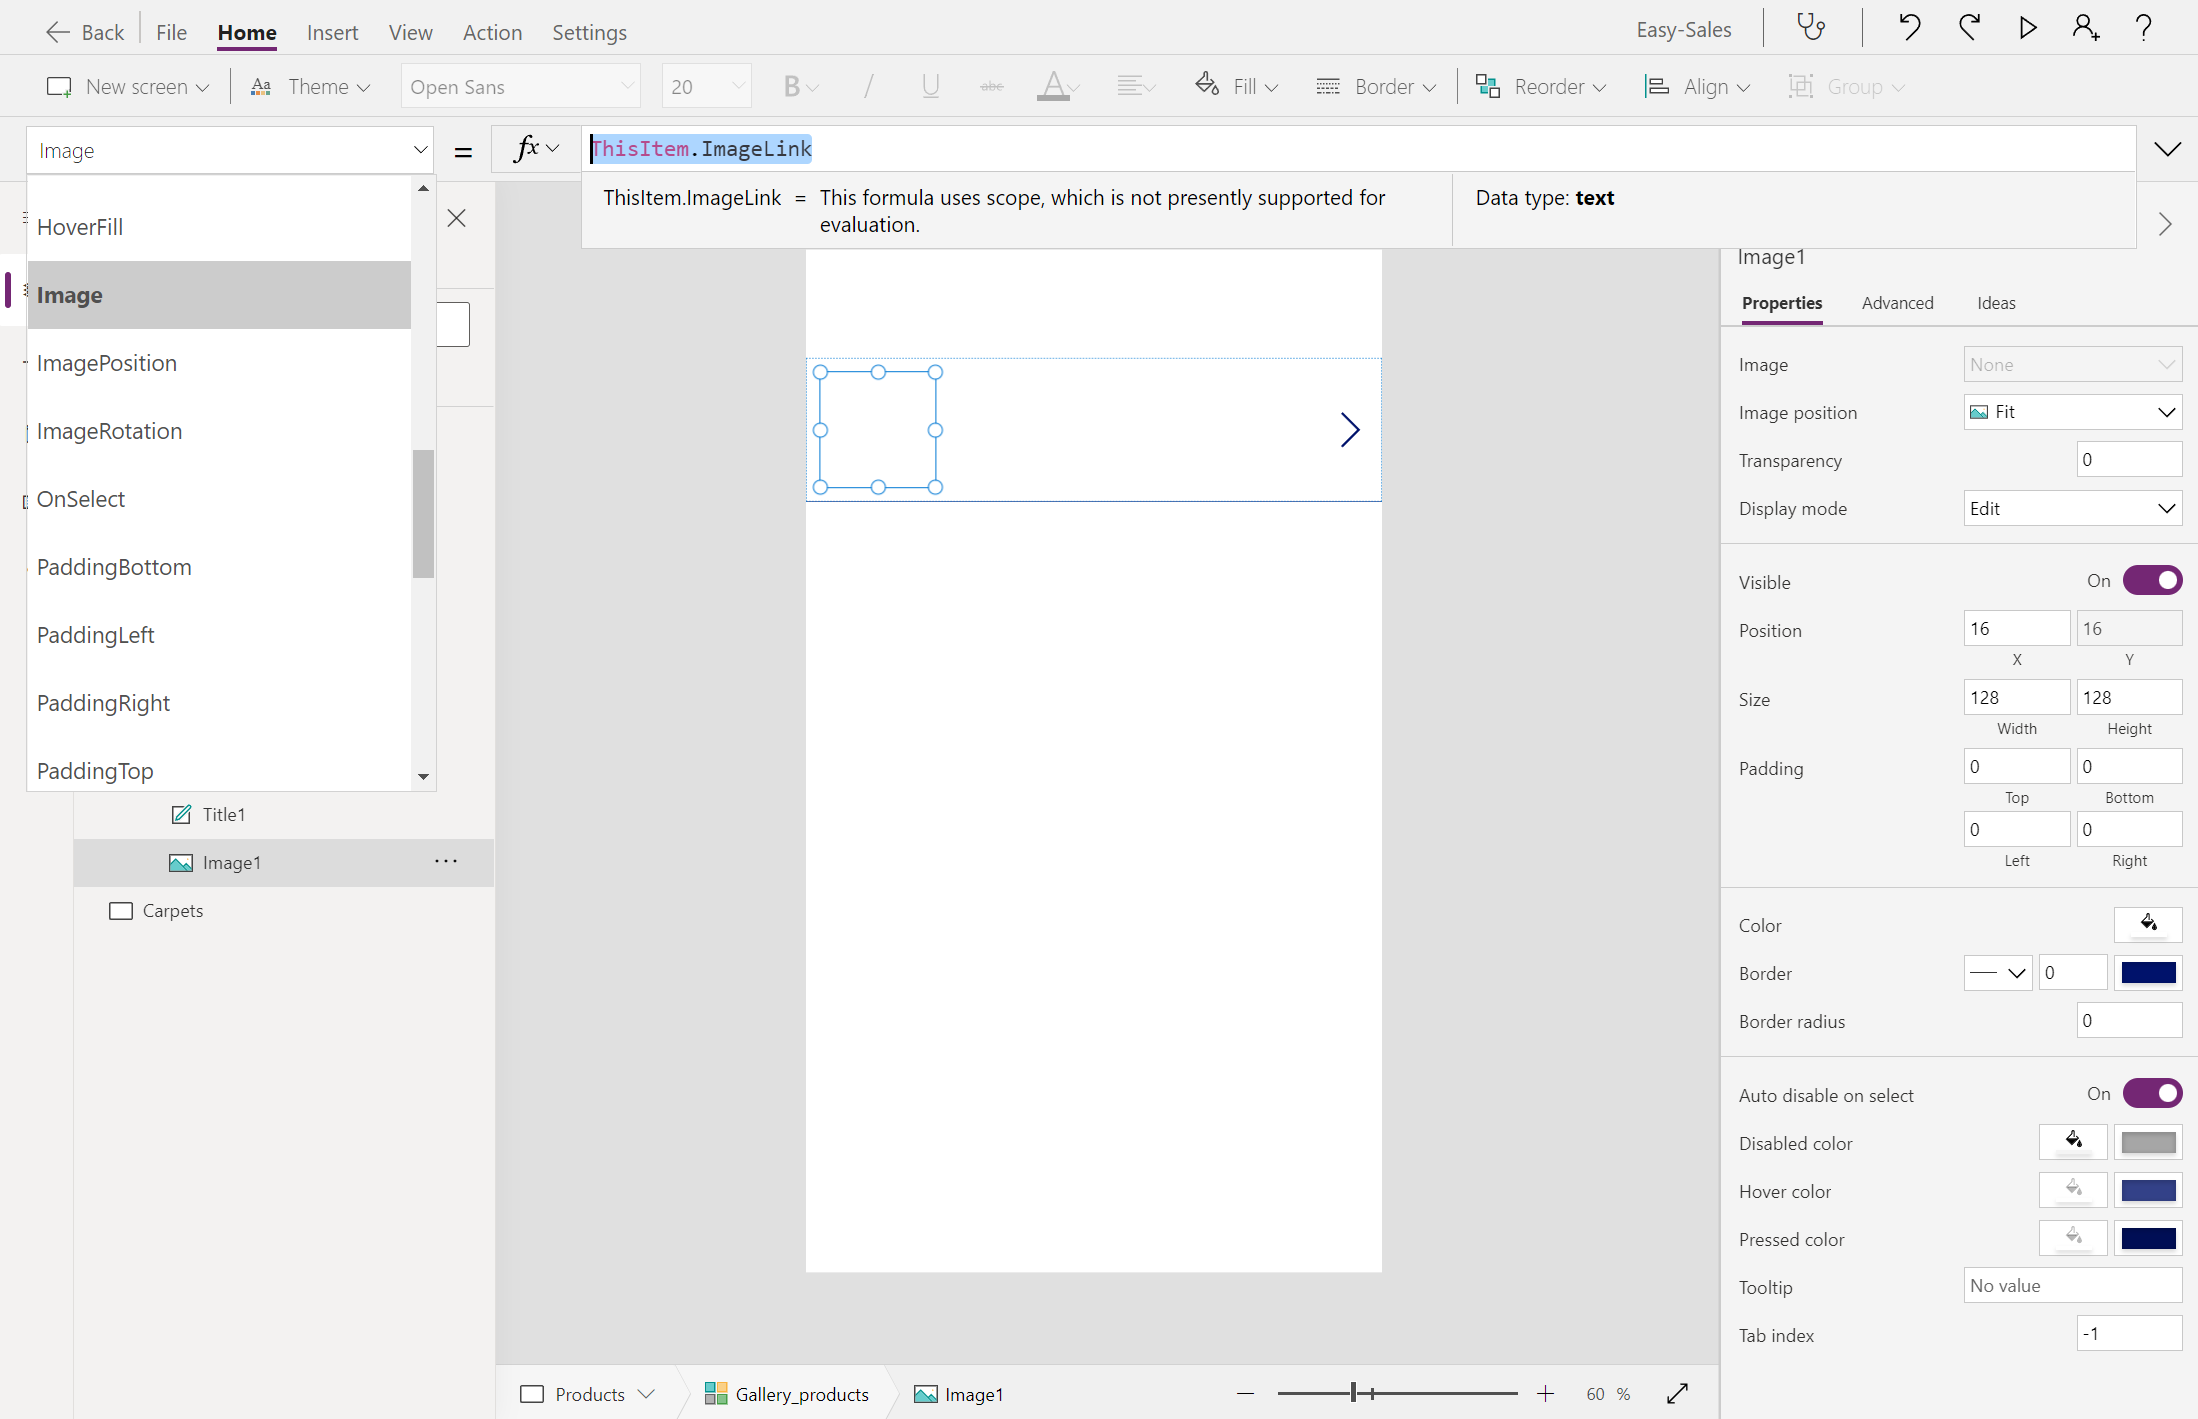 Back File Home Insert View Action Settings Easy-Sales
New screen Aa Theme Open Sans 20 B / U abc A Fill Border Reorder Align Group
Image = fx ThisItem.ImageLink
ThisItem.ImageLink = This formula uses scope, which is not presently supported for
evaluation.
Data type: text
HoverFill
Image
ImagePosition
ImageRotation
OnSelect
PaddingBottom
PaddingLeft
PaddingRight
PaddingTop
Title1
Image1 ...
Carpets
Image1
Properties Advanced Ideas
Image None
Image position Fit
Transparency 0
Display mode Edit
Visible On
Position 16 16
X Y
Size 128 128
Width Height
Padding 0 0
Top Bottom
0 0
Left Right
Color
Border 0
Border radius 0
Auto disable on select On
Disabled color
Hover color
Pressed color
Tooltip No value
Tab index -1
Products Gallery_products Image1 60 %